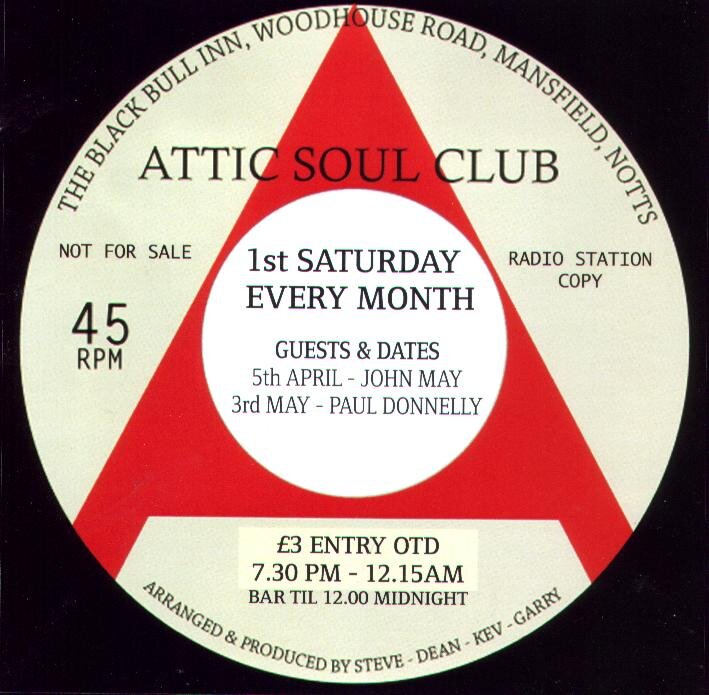 THE BLACK BULL INN, WOODHOUSE ROAD, MANSFIELD, NOTTS
ATTIC SOUL CLUB
NOT FOR SALE
45
RPM
RADIO STATION
COPY
1st SATURDAY
EVERY MONTH
GUESTS & DATES
5th APRIL - JOHN MAY
3rd MAY - PAUL DONNELLY
£3 ENTRY OTD
7.30 PM - 12.15AM
BAR TIL 12.00 MIDNIGHT
ARRANGED & PRODUCED BY STEVE - DEAN - KEV - GARRY